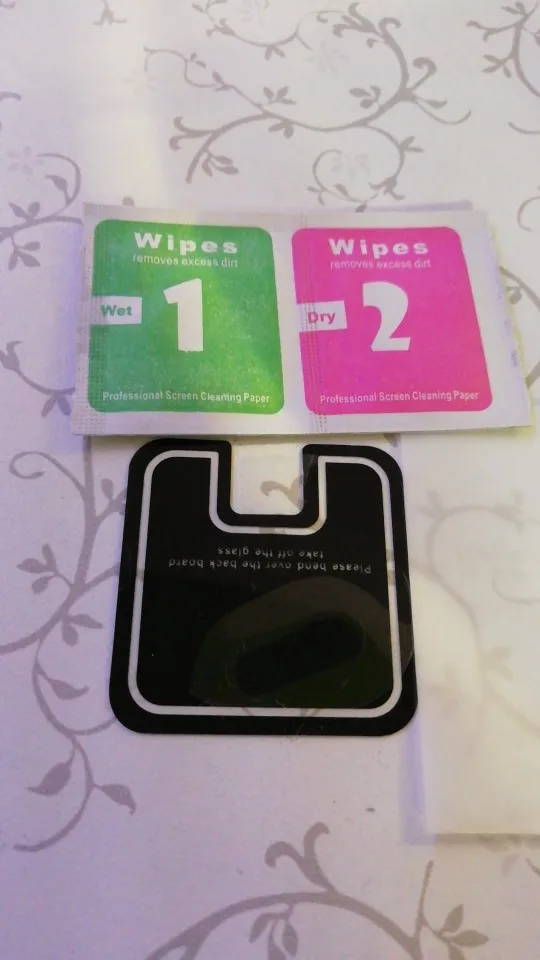 Wipes
removes excess dirt
Wet
1
Professional Screen Cleaning Paper
Wipes
removes excess dirt
Dry
2
Professional Screen Cleaning Paper
Please bend over the back board
take off the glass